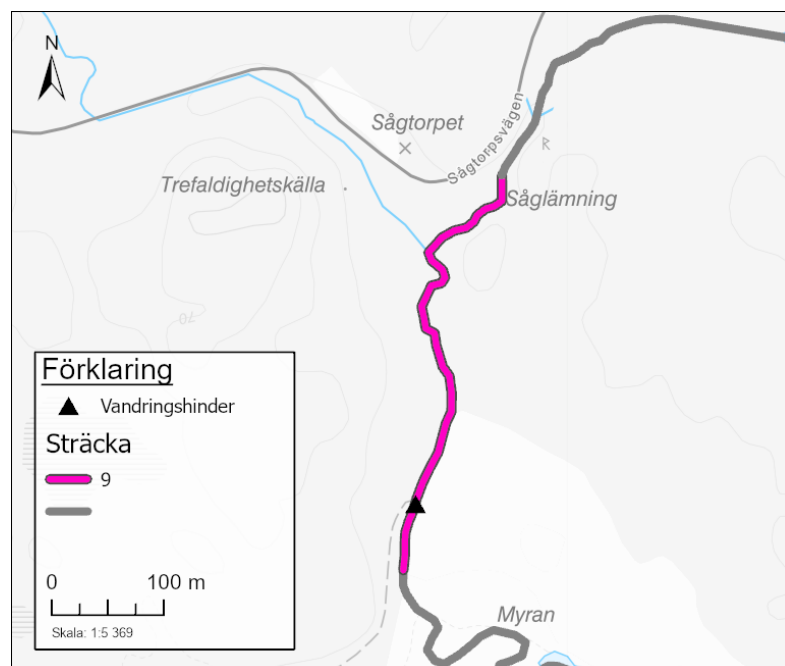 N
Sågtorpet
Sågtorpsvägen
R
Trefaldighetskälla
Såglämning
70
Förklaring
Vandringshinder
Sträcka
9
0 100 m
Skala: 1:5 369
Myran